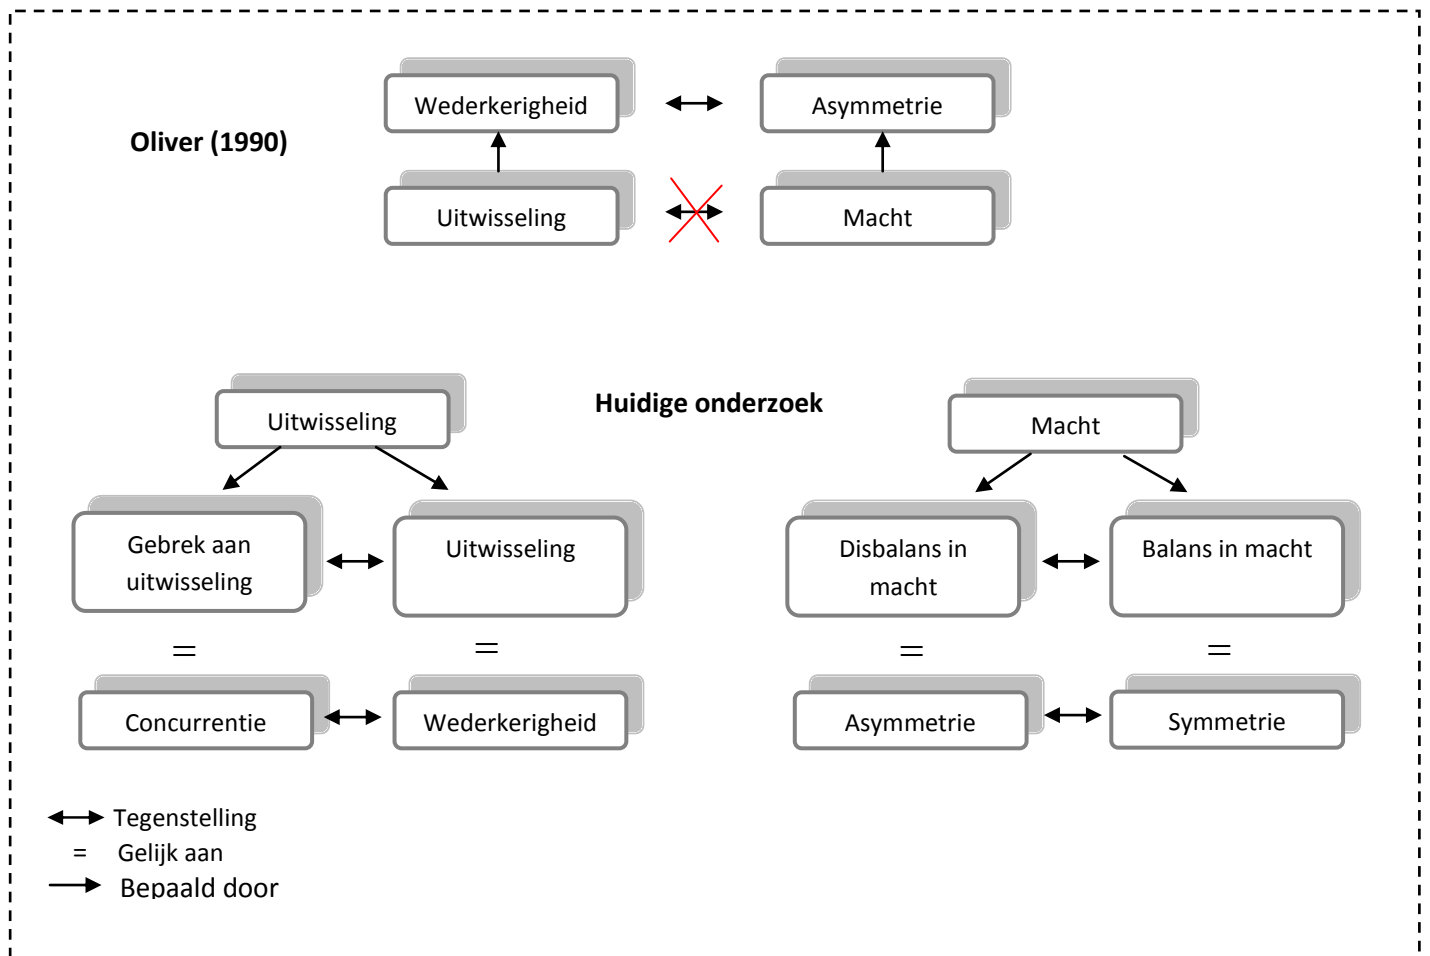 Wederkerigheid
Asymmetrie
Oliver (1990)
Uitwisseling
Macht
Huidige onderzoek
Uitwisseling
Macht
Gebrek aan
uitwisseling
Uitwisseling
Disbalans in
macht
Balans in macht
=
=
=
=
Concurrentie
Wederkerigheid
Asymmetrie
Symmetrie
Tegenstelling
= Gelijk aan
Bepaald door